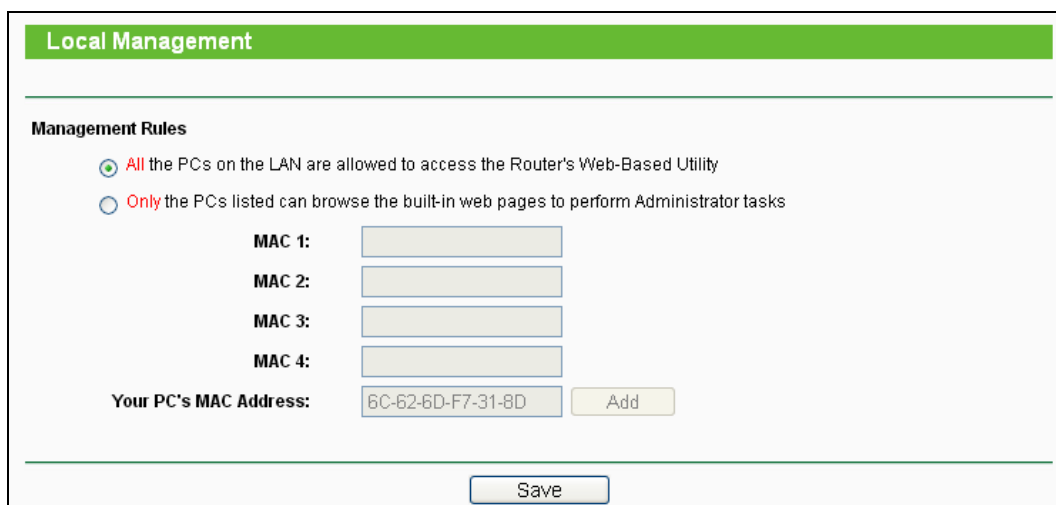 Local Management
Management Rules
All the PCs on the LAN are allowed to access the Router's Web-Based Utility
Only the PCs listed can browse the built-in web pages to perform Administrator tasks
MAC 1:
MAC 2:
MAC 3:
MAC 4:
Your PC's MAC Address: 6C-62-6D-F7-31-8D Add
Save